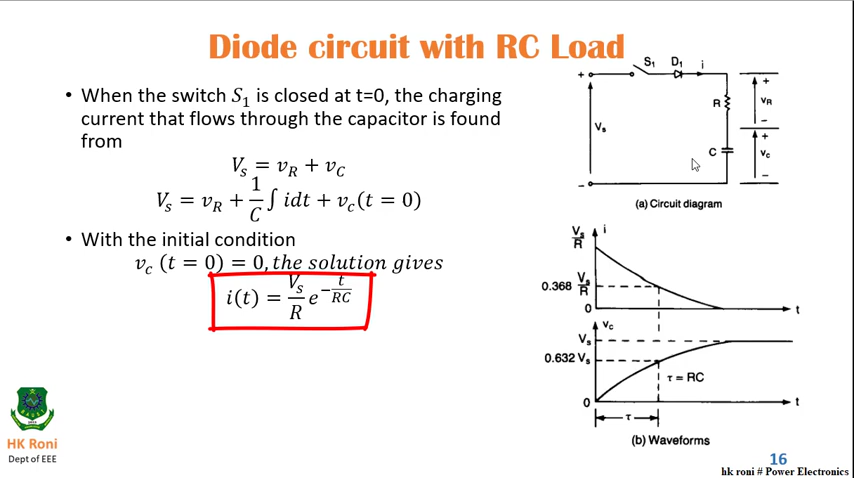 Diode circuit with RC Load
• When the switch S₁ is closed at t=0, the charging
current that flows through the capacitor is found
from
Vₛ = v_R + v_C
Vₛ = v_R + 1/C ∫ idt + v_c(t = 0)
• With the initial condition
v_c (t = 0) = 0, the solution gives
i(t) = Vₛ/R e^(−t/RC)
S₁ D₁ i
+
Vₛ
−
R
C
+
v_R
−
+
v_c
−
(a) Circuit diagram
Vₛ/R
i
0.368 Vₛ/R
0
t
v_c
Vₛ
0.632 Vₛ
τ = RC
0
t
τ
(b) Waveforms
HK Roni
Dept of EEE
16
hk roni # Power Electronics